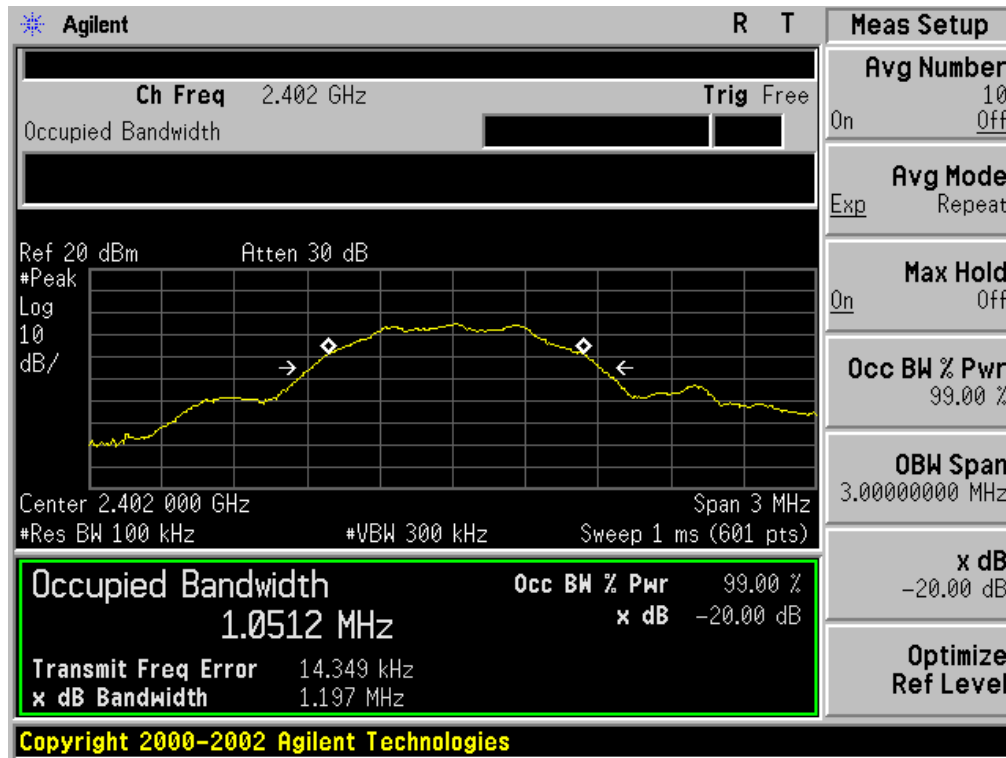 Agilent R T
Ch Freq 2.402 GHz Trig Free
Occupied Bandwidth
Ref 20 dBm Atten 30 dB
#Peak
Log
10
dB/
Center 2.402 000 GHz Span 3 MHz
#Res BW 100 kHz #VBW 300 kHz Sweep 1 ms (601 pts)
Occupied Bandwidth Occ BW % Pwr 99.00 %
1.0512 MHz x dB -20.00 dB
Transmit Freq Error 14.349 kHz
x dB Bandwidth 1.197 MHz
Copyright 2000-2002 Agilent Technologies
Meas Setup
Avg Number
10
On Off
Avg Mode
Exp Repeat
Max Hold
On Off
Occ BW % Pwr
99.00 %
OBW Span
3.00000000 MHz
x dB
-20.00 dB
Optimize
Ref Level